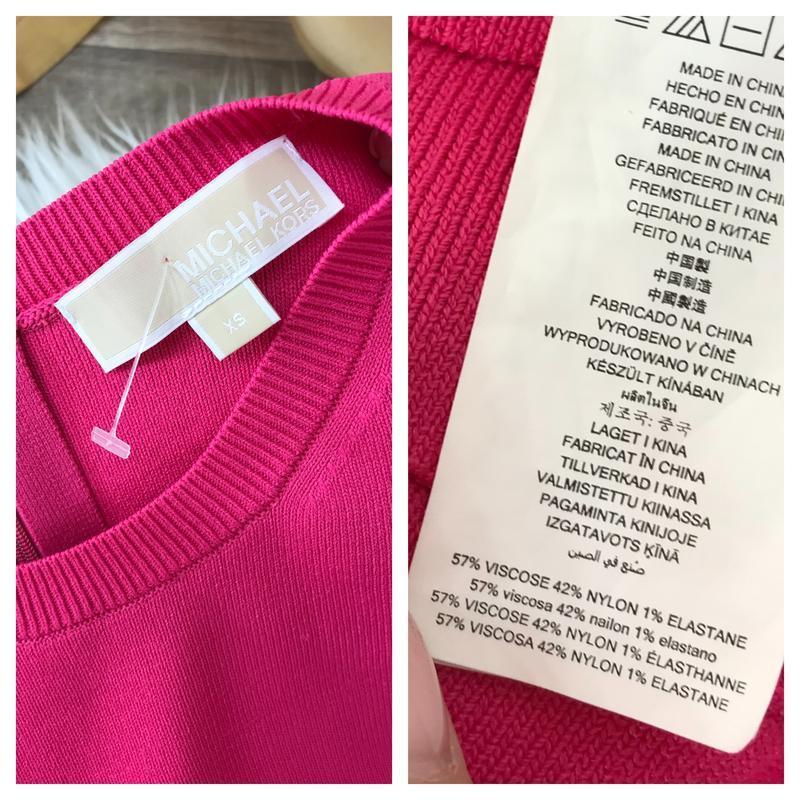 MICHAEL
MICHAEL KORS
XS
MADE IN CHINA
HECHO EN CHIN
FABRIQUÉ EN CHI
FABBRICATO IN CIN
MADE IN CHINA
GEFABRICEERD IN CHI
FREMSTILLET I KINA
СДЕЛАНО В КИТАЕ
FEITO NA CHINA
中国製
中国制造
中國製造
FABRICADO NA CHINA
VYROBENO V ČÍNĚ
WYPRODUKOWANO W CHINACH
KÉSZÜLT KÍNÁBAN
ผลิตในจีน
제조국: 중국
LAGET I KINA
FABRICAT ÎN CHINA
TILLVERKAD I KINA
VALMISTETTU KIINASSA
PAGAMINTA KINIJOJE
IZGATAVOTS ĶĪNĀ
صنع في الصين
57% VISCOSE 42% NYLON 1% ELASTANE
57% viscosa 42% nailon 1% elastano
57% VISCOSE 42% NYLON 1% ÉLASTHANNE
57% VISCOSA 42% NYLON 1% ELASTANE